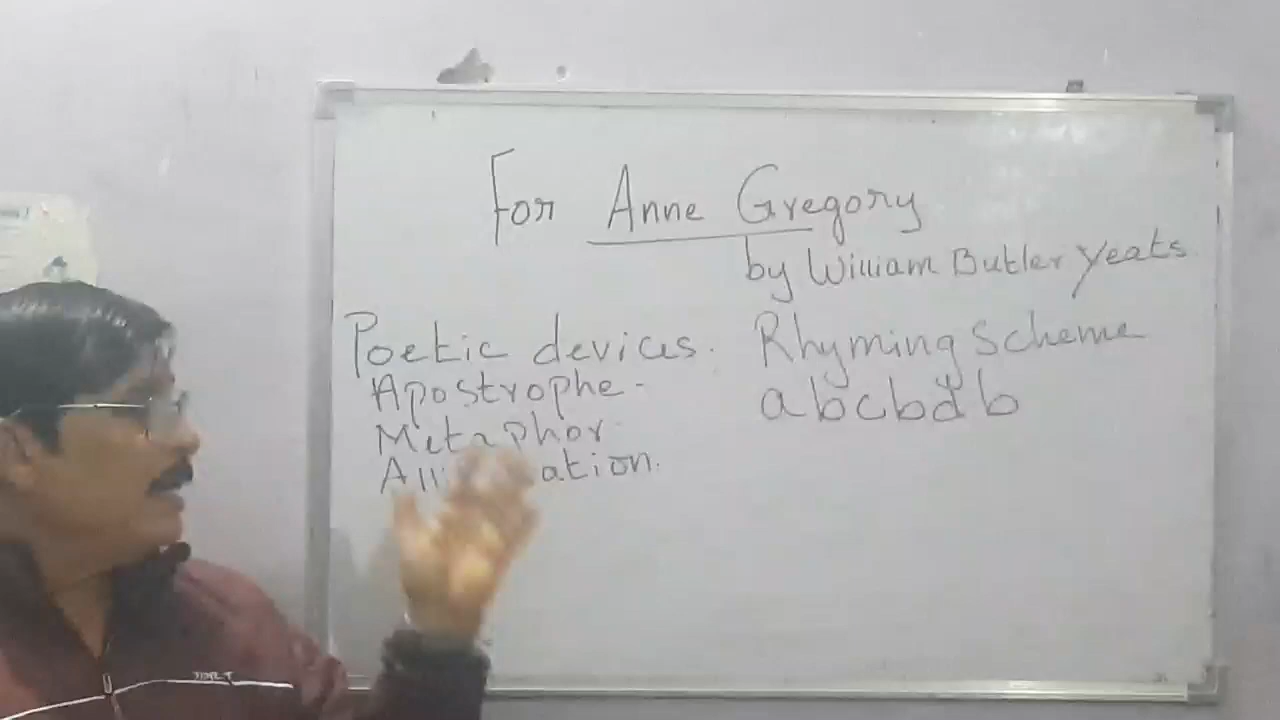 For Anne Gregory
by William Butler Yeats
Poetic devices.
Apostrophe -
Metaphor.
Rhyming Scheme
abcbdb